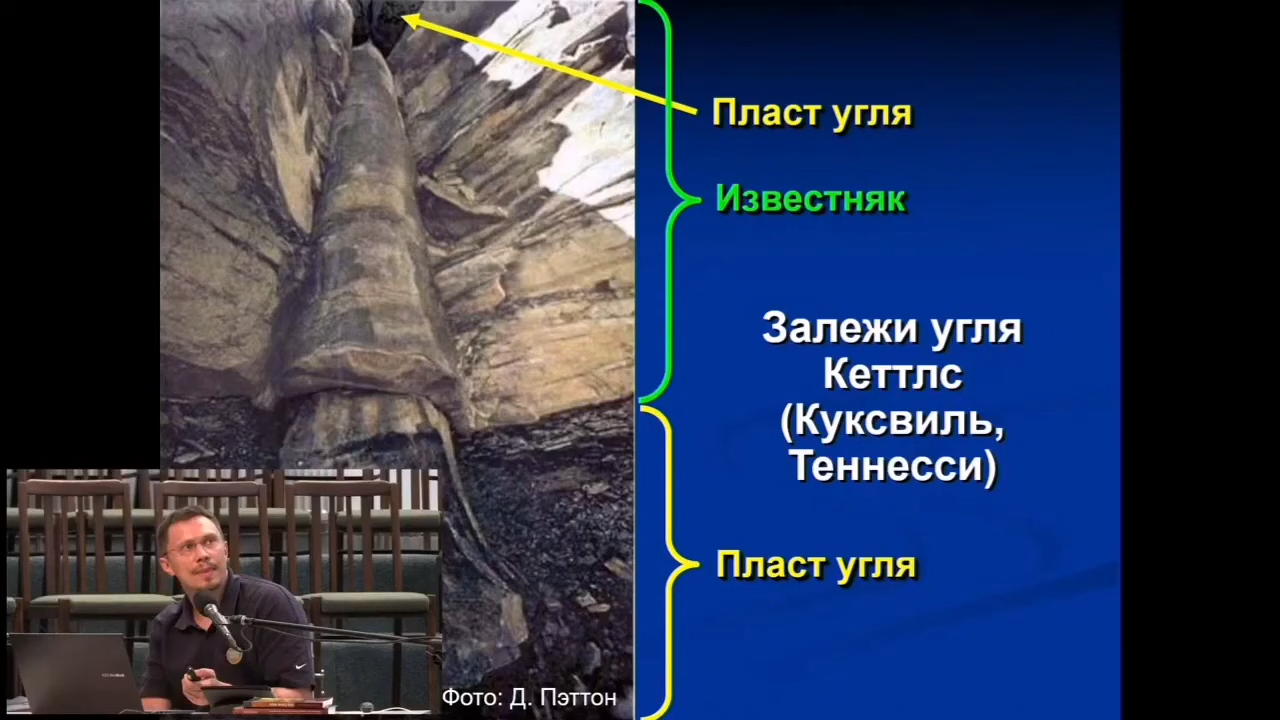 Пласт угля
Известняк
Залежи угля
Кеттлс
(Куксвиль,
Теннесси)
Пласт угля
Фото: Д. Пэттон